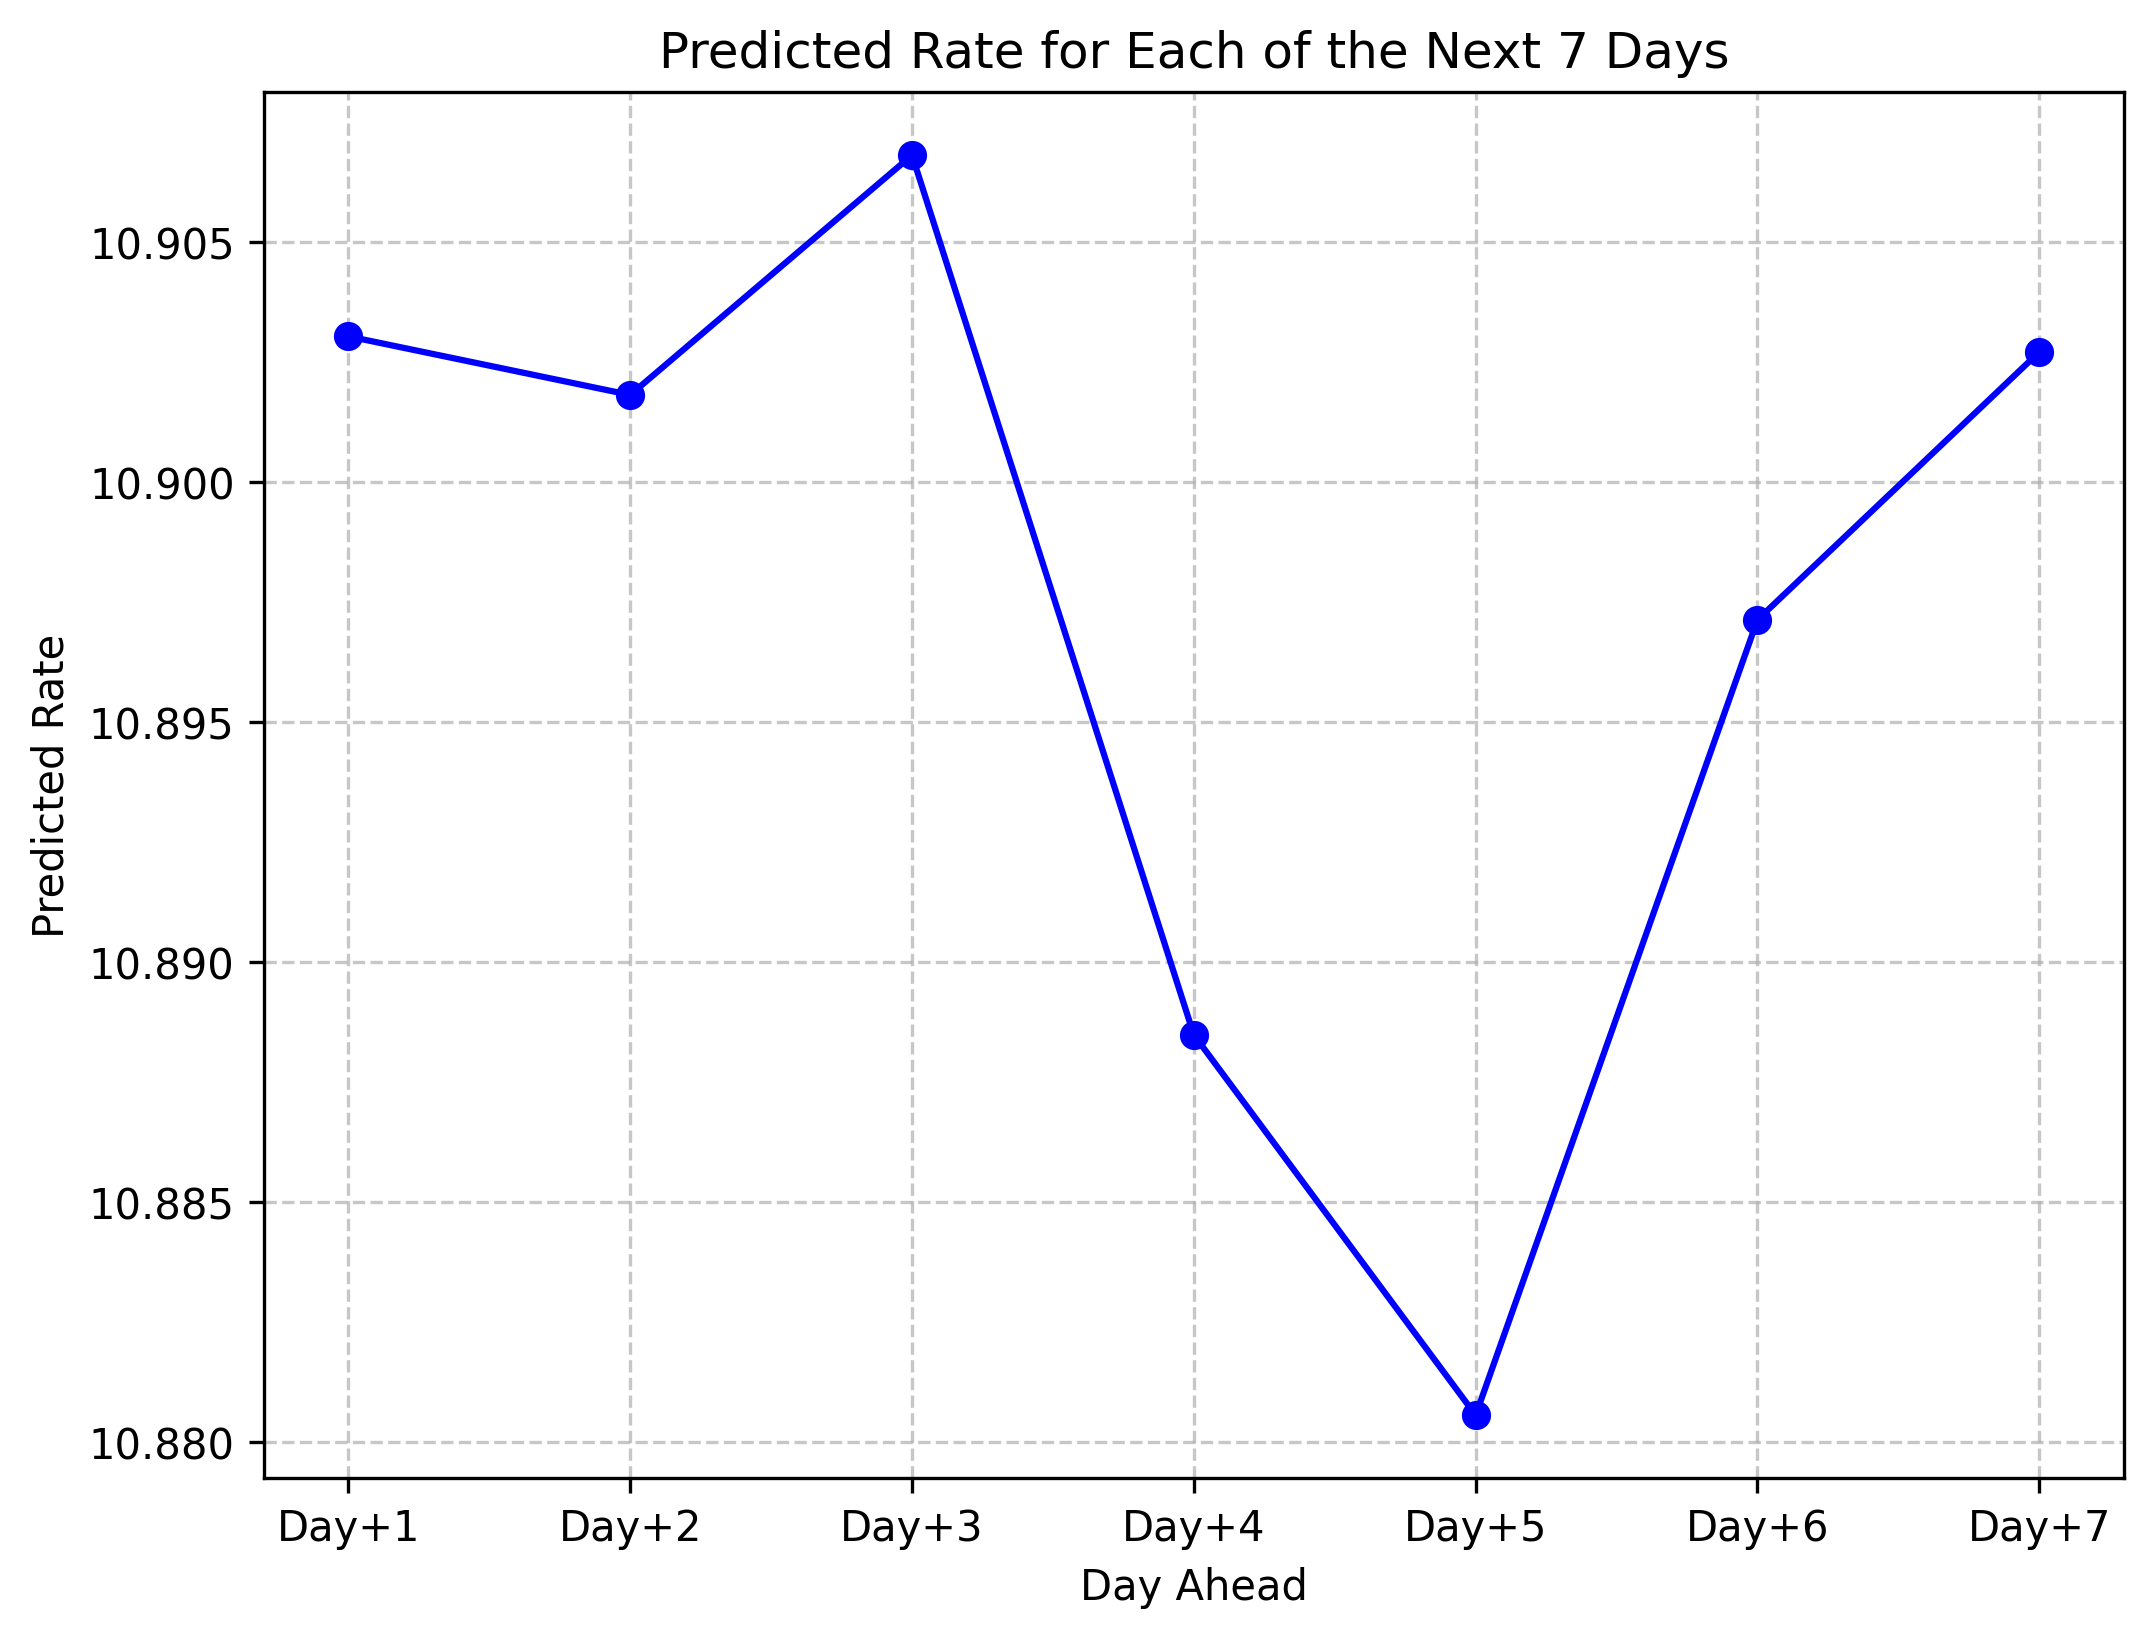 Predicted Rate for Each of the Next 7 Days
Predicted Rate
10.905
10.900
10.895
10.890
10.885
10.880
Day+1 Day+2 Day+3 Day+4 Day+5 Day+6 Day+7
Day Ahead